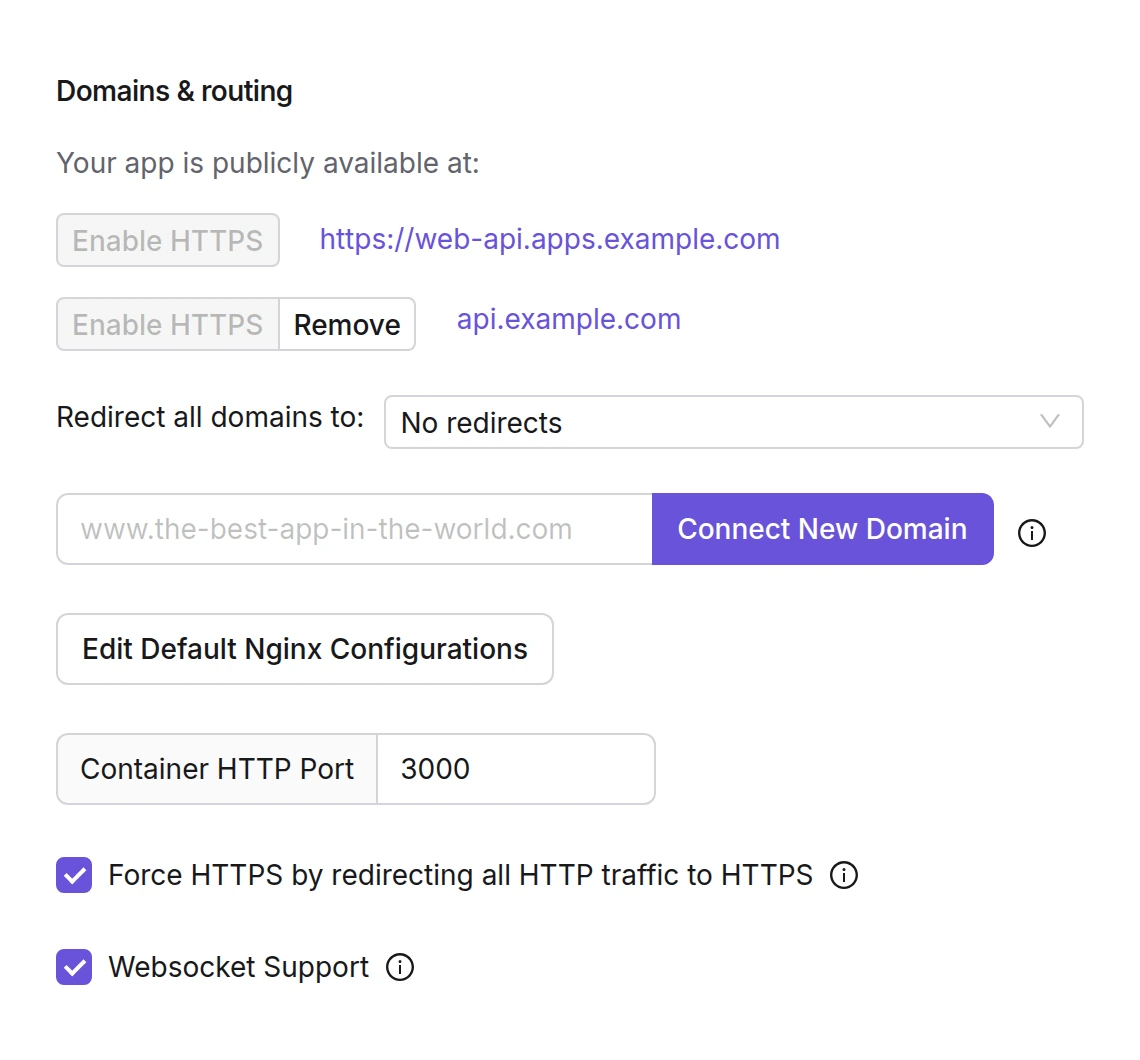 Domains & routing
Your app is publicly available at:
Enable HTTPS https://web-api.apps.example.com
Enable HTTPS Remove api.example.com
Redirect all domains to: No redirects
www.the-best-app-in-the-world.com Connect New Domain
Edit Default Nginx Configurations
Container HTTP Port 3000
Force HTTPS by redirecting all HTTP traffic to HTTPS
Websocket Support